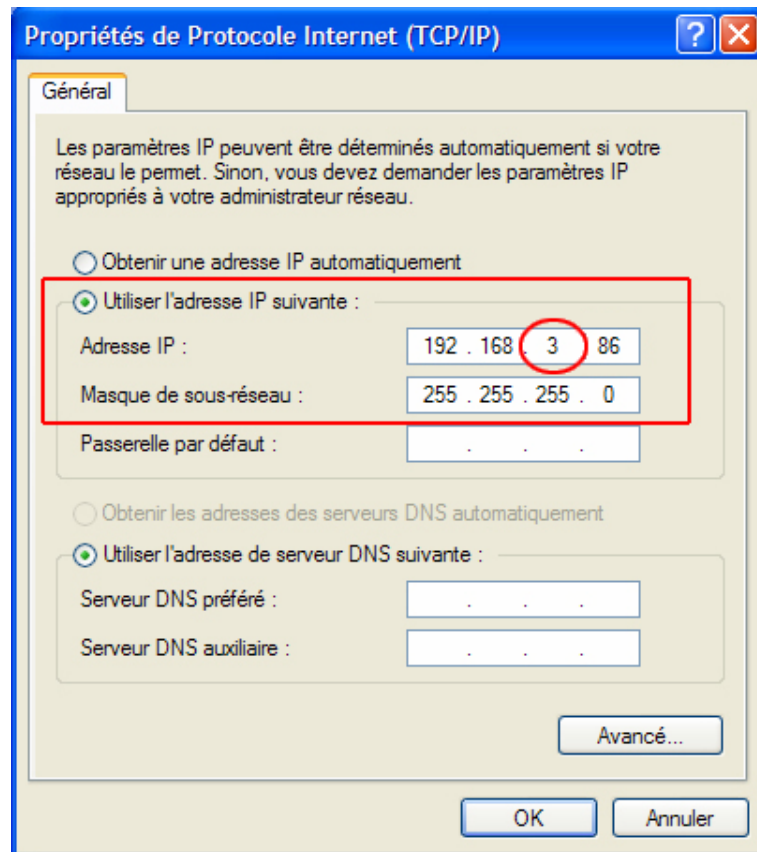 Propriétés de Protocole Internet (TCP/IP)
Général
Les paramètres IP peuvent être déterminés automatiquement si votre
réseau le permet. Sinon, vous devez demander les paramètres IP
appropriés à votre administrateur réseau.
Obtenir une adresse IP automatiquement
Utiliser l'adresse IP suivante :
Adresse IP : 192 . 168 . 3 . 86
Masque de sous-réseau : 255 . 255 . 255 . 0
Passerelle par défaut : . . .
Obtenir les adresses des serveurs DNS automatiquement
Utiliser l'adresse de serveur DNS suivante :
Serveur DNS préféré : . . .
Serveur DNS auxiliaire : . . .
Avancé...
OK Annuler